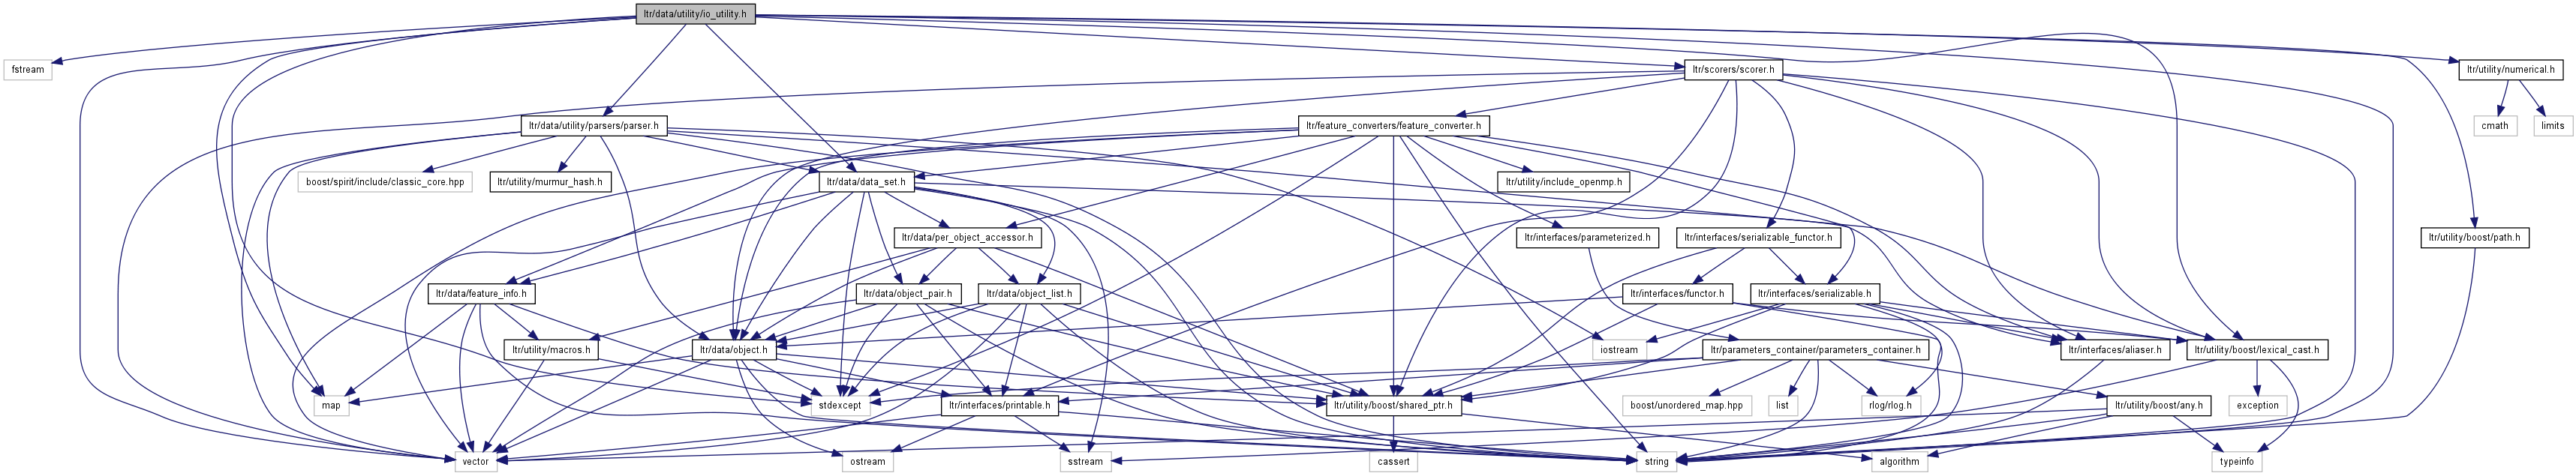 ltr/data/utility/io_utility.h
fstream
ltr/scorers/scorer.h
ltr/utility/numerical.h
ltr/data/utility/parsers/parser.h
ltr/feature_converters/feature_converter.h
cmath
limits
boost/spirit/include/classic_core.hpp
ltr/utility/murmur_hash.h
ltr/data/data_set.h
ltr/utility/include_openmp.h
ltr/data/per_object_accessor.h
ltr/interfaces/parameterized.h
ltr/interfaces/serializable_functor.h
ltr/utility/boost/path.h
ltr/data/feature_info.h
ltr/data/object_pair.h
ltr/data/object_list.h
ltr/interfaces/functor.h
ltr/interfaces/serializable.h
ltr/utility/macros.h
ltr/data/object.h
iostream
ltr/parameters_container/parameters_container.h
ltr/interfaces/aliaser.h
ltr/utility/boost/lexical_cast.h
map
stdexcept
ltr/interfaces/printable.h
ltr/utility/boost/shared_ptr.h
boost/unordered_map.hpp
list
rlog/rlog.h
ltr/utility/boost/any.h
exception
vector
ostream
sstream
cassert
string
algorithm
typeinfo